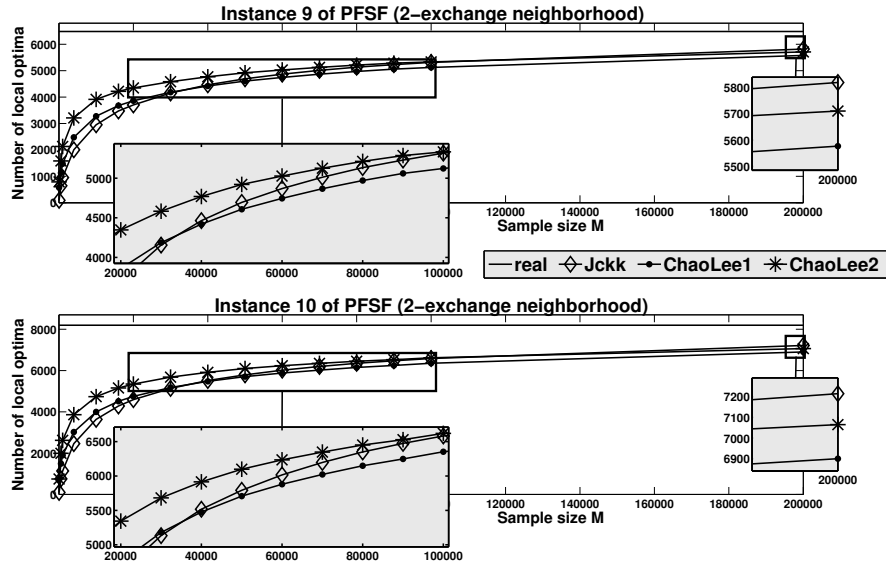 Instance 9 of PFSF (2−exchange neighborhood)
Number of local optima
6000
5000
4000
3000
2000
1000
0
5800
5700
5600
5500
200000
5000
4500
4000
20000 40000 60000 80000 100000
120000 140000 160000 180000 200000
Sample size M
real Jckk ChaoLee1 ChaoLee2
Instance 10 of PFSF (2−exchange neighborhood)
Number of local optima
8000
6000
4000
2000
0
7200
7100
7000
6900
200000
6500
6000
5500
5000
20000 40000 60000 80000 100000
120000 140000 160000 180000 200000
Sample size M